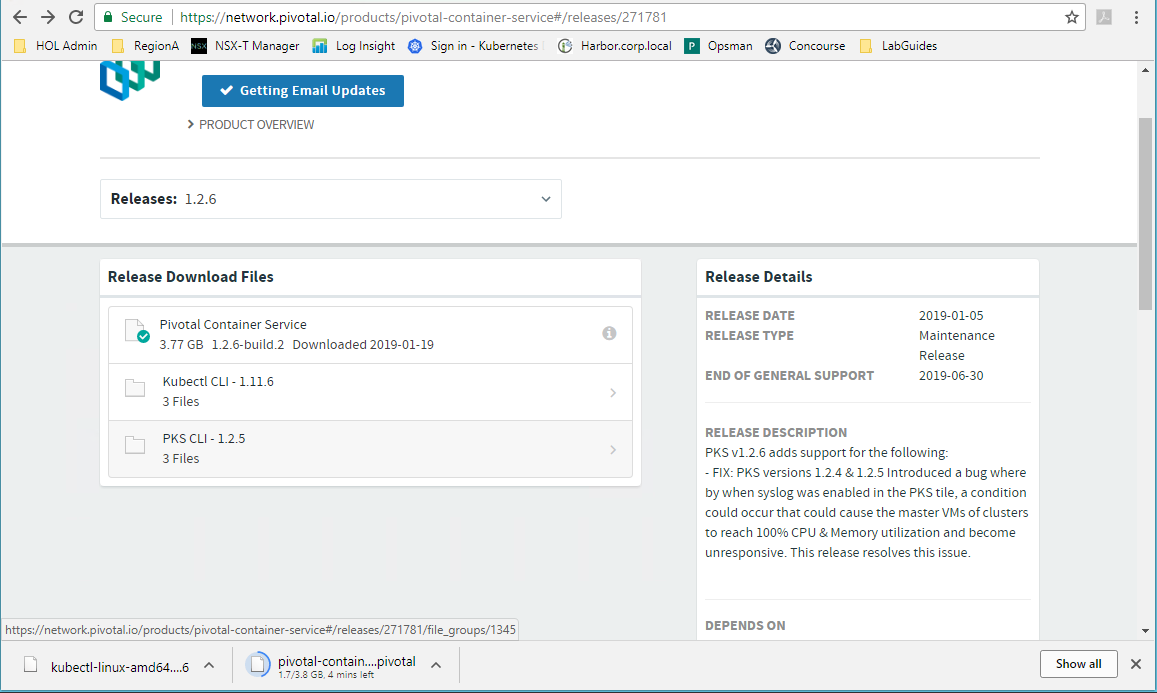 Secure https://network.pivotal.io/products/pivotal-container-service#/releases/271781
HOL Admin RegionA NSX NSX-T Manager Log Insight Sign in - Kubernetes Harbor.corp.local P Opsman Concourse LabGuides
Getting Email Updates
PRODUCT OVERVIEW
Releases: 1.2.6
Release Download Files
Pivotal Container Service
3.77 GB 1.2.6-build.2 Downloaded 2019-01-19
Kubectl CLI - 1.11.6
3 Files
PKS CLI - 1.2.5
3 Files
Release Details
RELEASE DATE 2019-01-05
RELEASE TYPE Maintenance
Release
END OF GENERAL SUPPORT 2019-06-30
RELEASE DESCRIPTION
PKS v1.2.6 adds support for the following:
- FIX: PKS versions 1.2.4 & 1.2.5 Introduced a bug where
by when syslog was enabled in the PKS tile, a condition
could occur that could cause the master VMs of clusters
to reach 100% CPU & Memory utilization and become
unresponsive. This release resolves this issue.
DEPENDS ON
https://network.pivotal.io/products/pivotal-container-service#/releases/271781/file_groups/1345
kubectl-linux-amd64....6
pivotal-contain....pivotal
1.7/3.8 GB, 4 mins left
Show all